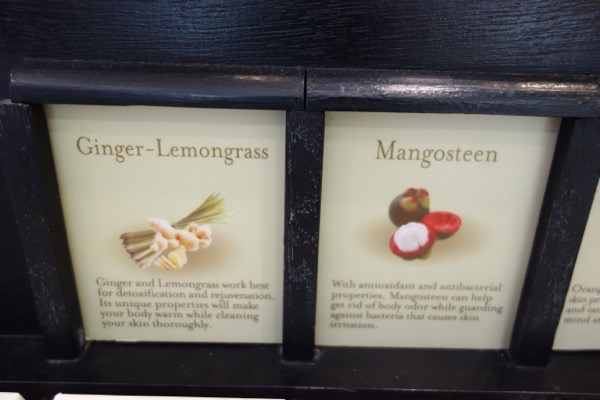 Ginger-Lemongrass
Ginger and Lemongrass work best
for detoxification and rejuvenation.
Its unique properties will make
your body warm while cleaning
your skin thoroughly.
Mangosteen
With antioxidant and antibacterial
properties, Mangosteen can help
get rid of body odor while guarding
against bacteria that causes skin
irritation.
skin pr